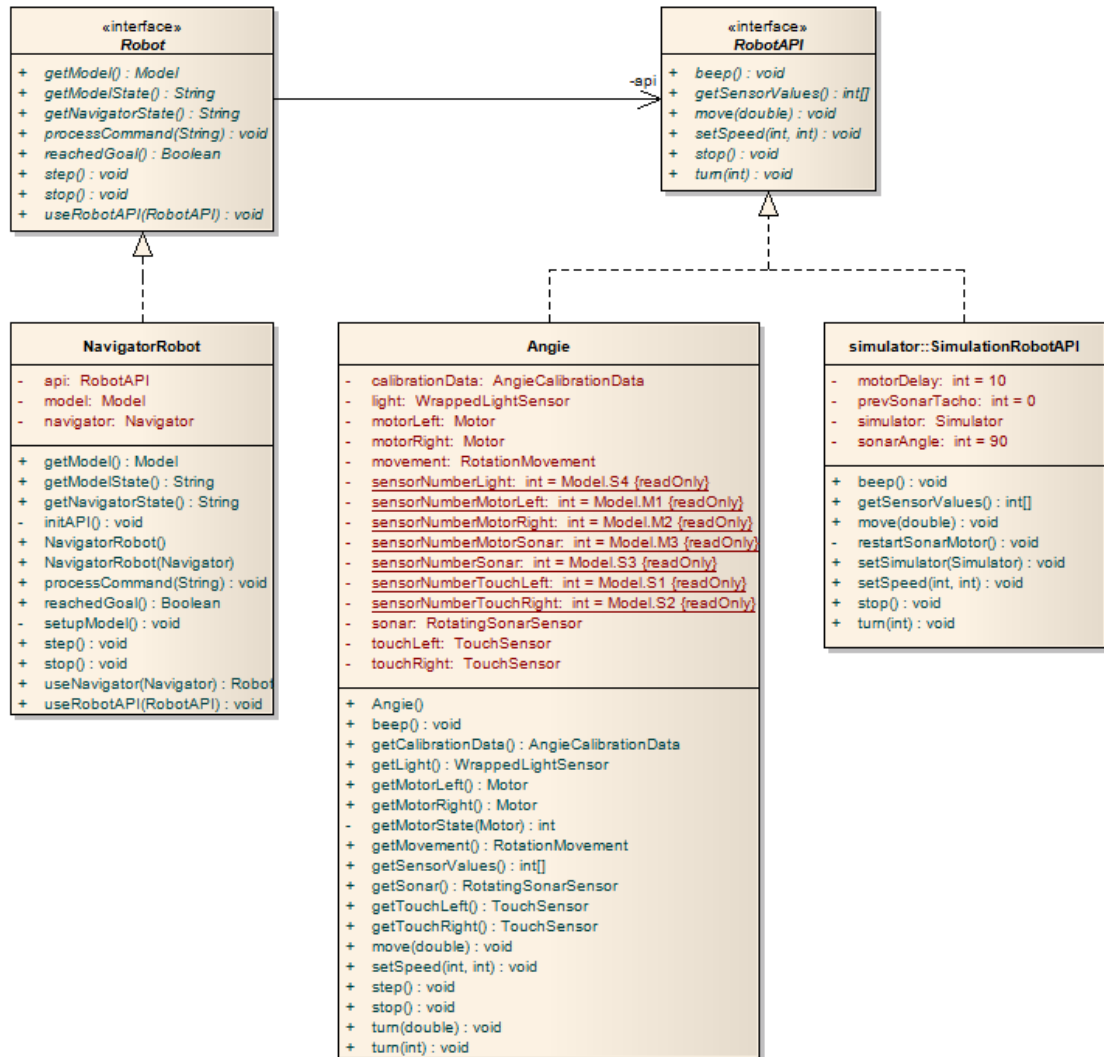 «interface»
Robot
+ getModel() : Model
+ getModelState() : String
+ getNavigatorState() : String
+ processCommand(String) : void
+ reachedGoal() : Boolean
+ step() : void
+ stop() : void
+ useRobotAPI(RobotAPI) : void
-api
«interface»
RobotAPI
+ beep() : void
+ getSensorValues() : int[]
+ move(double) : void
+ setSpeed(int, int) : void
+ stop() : void
+ turn(int) : void
NavigatorRobot
- api: RobotAPI
- model: Model
- navigator: Navigator
+ getModel() : Model
+ getModelState() : String
+ getNavigatorState() : String
- initAPI() : void
+ NavigatorRobot()
+ NavigatorRobot(Navigator)
+ processCommand(String) : void
+ reachedGoal() : Boolean
- setupModel() : void
+ step() : void
+ stop() : void
+ useNavigator(Navigator) : Robot
+ useRobotAPI(RobotAPI) : void
Angie
- calibrationData: AngieCalibrationData
- light: WrappedLightSensor
- motorLeft: Motor
- motorRight: Motor
- movement: RotationMovement
- sensorNumberLight: int = Model.S4 {readOnly}
- sensorNumberMotorLeft: int = Model.M1 {readOnly}
- sensorNumberMotorRight: int = Model.M2 {readOnly}
- sensorNumberMotorSonar: int = Model.M3 {readOnly}
- sensorNumberSonar: int = Model.S3 {readOnly}
- sensorNumberTouchLeft: int = Model.S1 {readOnly}
- sensorNumberTouchRight: int = Model.S2 {readOnly}
- sonar: RotatingSonarSensor
- touchLeft: TouchSensor
- touchRight: TouchSensor
+ Angie()
+ beep() : void
+ getCalibrationData() : AngieCalibrationData
+ getLight() : WrappedLightSensor
+ getMotorLeft() : Motor
+ getMotorRight() : Motor
- getMotorState(Motor) : int
+ getMovement() : RotationMovement
+ getSensorValues() : int[]
+ getSonar() : RotatingSonarSensor
+ getTouchLeft() : TouchSensor
+ getTouchRight() : TouchSensor
+ move(double) : void
+ setSpeed(int, int) : void
+ step() : void
+ stop() : void
+ turn(double) : void
+ turn(int) : void
simulator::SimulationRobotAPI
- motorDelay: int = 10
- prevSonarTacho: int = 0
- simulator: Simulator
- sonarAngle: int = 90
+ beep() : void
+ getSensorValues() : int[]
+ move(double) : void
- restartSonarMotor() : void
+ setSimulator(Simulator) : void
+ setSpeed(int, int) : void
+ stop() : void
+ turn(int) : void